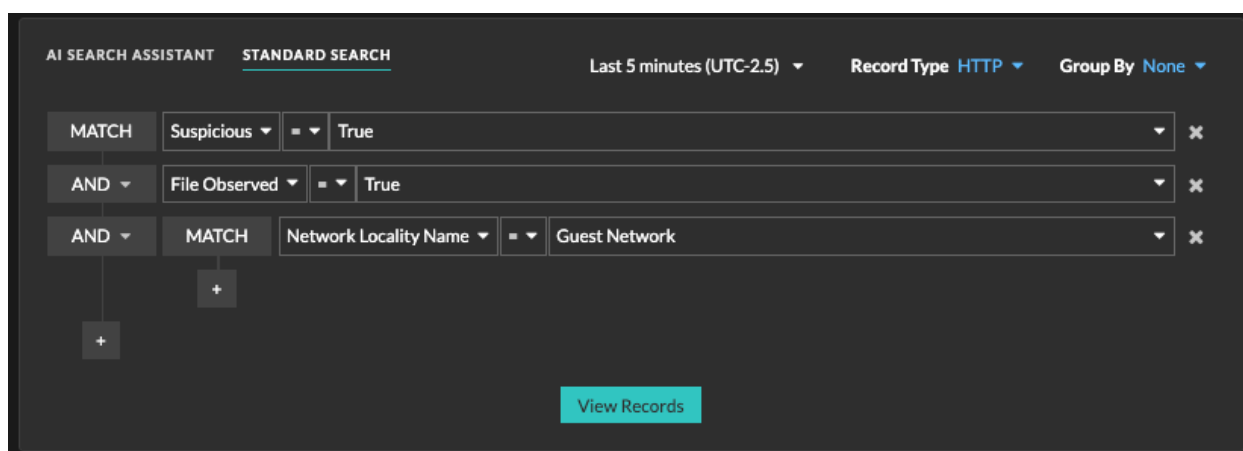 AI SEARCH ASSISTANT STANDARD SEARCH Last 5 minutes (UTC-2.5) Record Type HTTP Group By None
MATCH Suspicious = True
AND File Observed = True
AND MATCH Network Locality Name = Guest Network
+
+
View Records